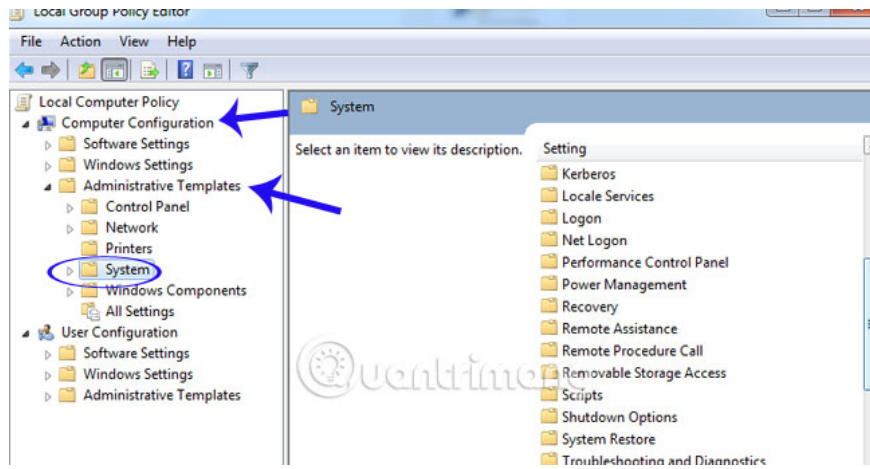 Local Group Policy Editor
File Action View Help
Local Computer Policy
Computer Configuration
Software Settings
Windows Settings
Administrative Templates
Control Panel
Network
Printers
System
Windows Components
All Settings
User Configuration
Software Settings
Windows Settings
Administrative Templates
System
Select an item to view its description.
Setting
Kerberos
Locale Services
Logon
Net Logon
Performance Control Panel
Power Management
Recovery
Remote Assistance
Remote Procedure Call
Removable Storage Access
Scripts
Shutdown Options
System Restore
Troubleshooting and Diagnostics
Quantrimang